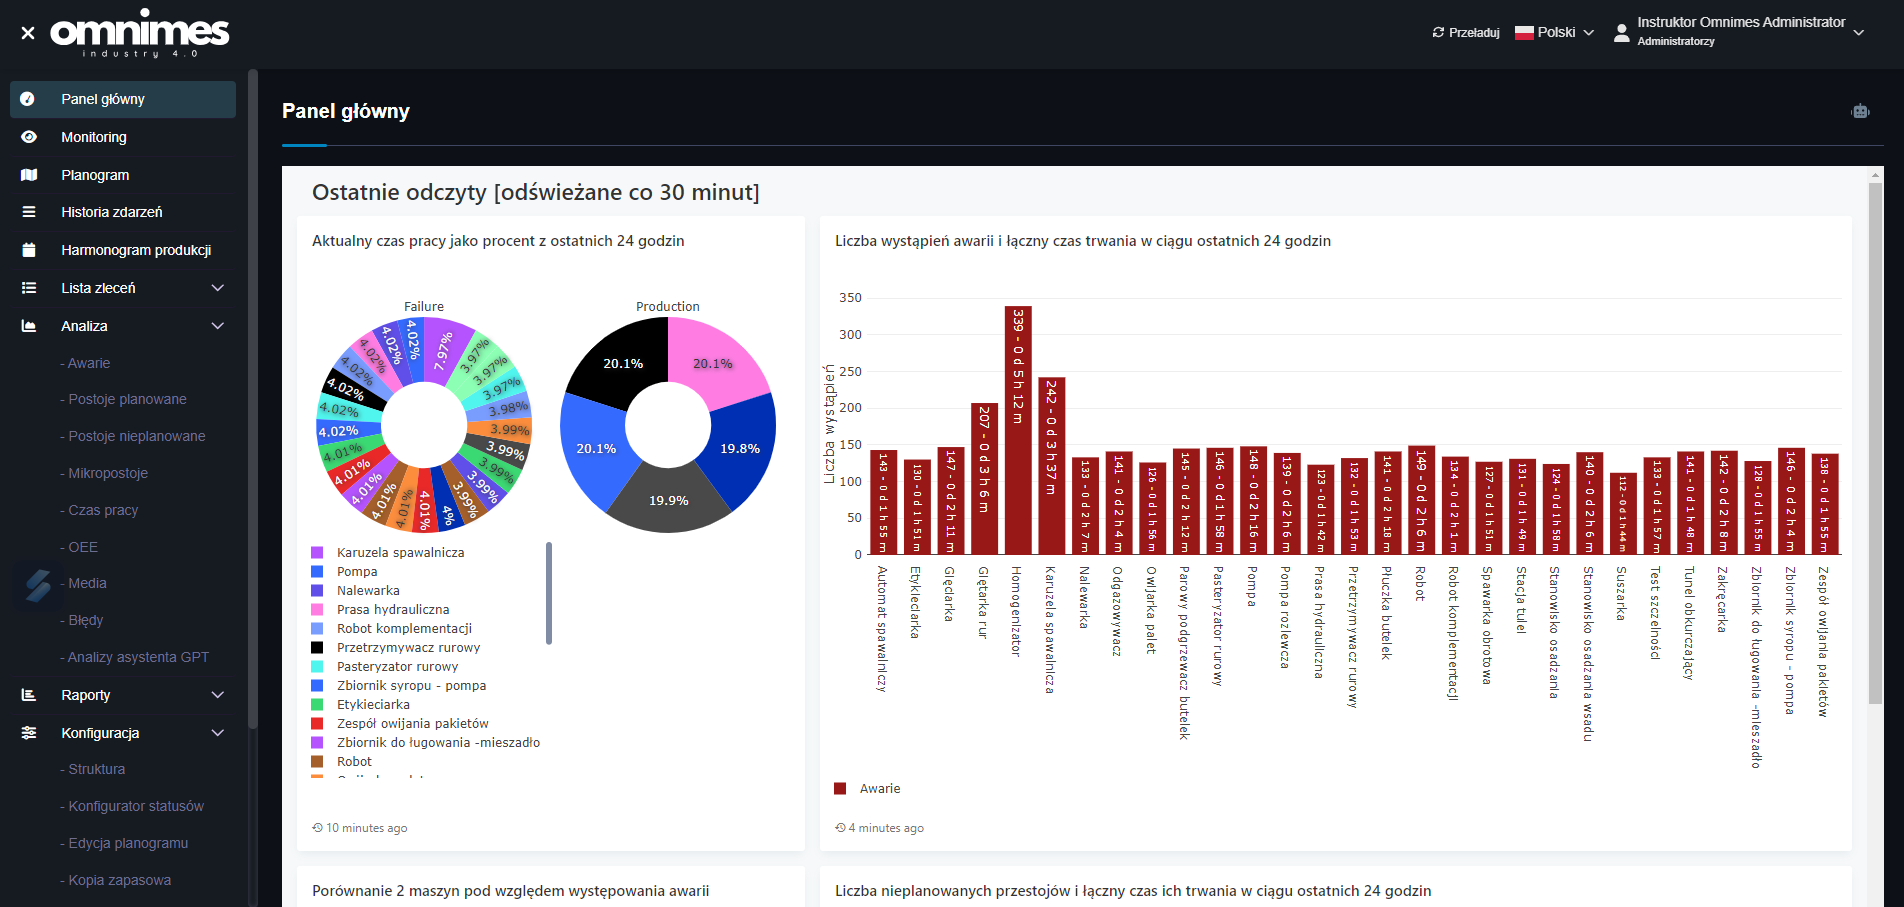 omnimes
industry 4.0
Przeładuj
Polski
Instruktor Omnimes Administrator
Administratorzy
Panel główny
Monitoring
Planogram
Historia zdarzeń
Harmonogram produkcji
Lista zleceń
Analiza
- Awarie
- Postoje planowane
- Postoje nieplanowane
- Mikropostoje
- Czas pracy
- OEE
- Media
- Błędy
- Analizy asystenta GPT
Raporty
Konfiguracja
- Struktura
- Konfigurator statusów
- Edycja planogramu
- Kopia zapasowa
Panel główny
Ostatnie odczyty [odświeżane co 30 minut]
Aktualny czas pracy jako procent z ostatnich 24 godzin
Failure
7.97%
3.97%
3.97%
3.97%
3.98%
3.99%
3.99%
3.99%
3.99%
3.99%
4%
4.01%
4.01%
4.01%
4.01%
4.01%
4.01%
4.02%
4.02%
4.02%
4.02%
4.02%
4.02%
4.02%
Production
20.1%
19.8%
19.9%
20.1%
20.1%
Karuzela spawalnicza
Pompa
Nalewarka
Prasa hydrauliczna
Robot komplementacji
Przetrzymywacz rurowy
Pasteryzator rurowy
Zbiornik syropu - pompa
Etykieciarka
Zespół owijania pakietów
Zbiornik do ługowania -mieszadło
Robot
10 minutes ago
Liczba wystąpień awarii i łączny czas trwania w ciągu ostatnich 24 godzin
Liczba wystąpień
350
300
250
200
150
100
50
0
143 - 0 d 1 h 55 m
130 - 0 d 1 h 51 m
147 - 0 d 2 h 11 m
207 - 0 d 3 h 6 m
339 - 0 d 5 h 12 m
242 - 0 d 3 h 37 m
133 - 0 d 2 h 7 m
141 - 0 d 2 h 4 m
126 - 0 d 1 h 56 m
145 - 0 d 2 h 12 m
146 - 0 d 1 h 58 m
148 - 0 d 2 h 16 m
139 - 0 d 2 h 6 m
123 - 0 d 1 h 42 m
132 - 0 d 1 h 53 m
141 - 0 d 2 h 18 m
149 - 0 d 2 h 6 m
134 - 0 d 2 h 1 m
127 - 0 d 1 h 51 m
131 - 0 d 1 h 49 m
124 - 0 d 1 h 58 m
140 - 0 d 2 h 6 m
112 - 0 d 1 h 44 m
133 - 0 d 1 h 57 m
141 - 0 d 1 h 48 m
142 - 0 d 2 h 8 m
128 - 0 d 1 h 55 m
146 - 0 d 2 h 4 m
138 - 0 d 1 h 55 m
Automat spawalniczy
Etykieciarka
Gięciarka
Giętarka rur
Homogenizator
Karuzela spawalnicza
Nalewarka
Odgazowywacz
Owijarka palet
Parowy podgrzewacz butelek
Pasteryzator rurowy
Pompa
Pompa rozlewcza
Prasa hydrauliczna
Przetrzymywacz rurowy
Płuczka butelek
Robot
Robot komplementacji
Spawarka obrotowa
Stacja tulei
Stanowisko osadzania
Stanowisko osadzania wsadu
Suszarka
Test szczelności
Tunel obkurczający
Zakręcarka
Zbiornik do ługowania -mieszadło
Zbiornik syropu - pompa
Zespół owijania pakietów
Awarie
4 minutes ago
Porównanie 2 maszyn pod względem występowania awarii
Liczba nieplanowanych przestojów i łączny czas ich trwania w ciągu ostatnich 24 godzin